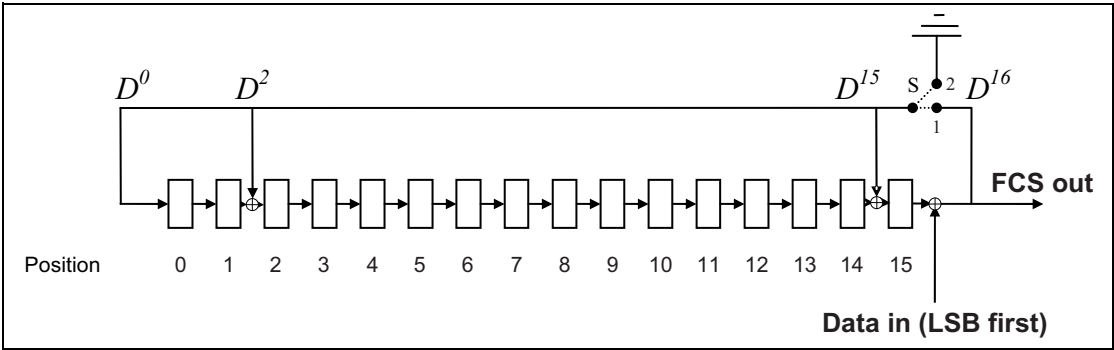 D^0 D^2 D^15 S 2 D^16
1
FCS out
Position 0 1 2 3 4 5 6 7 8 9 10 11 12 13 14 15
Data in (LSB first)